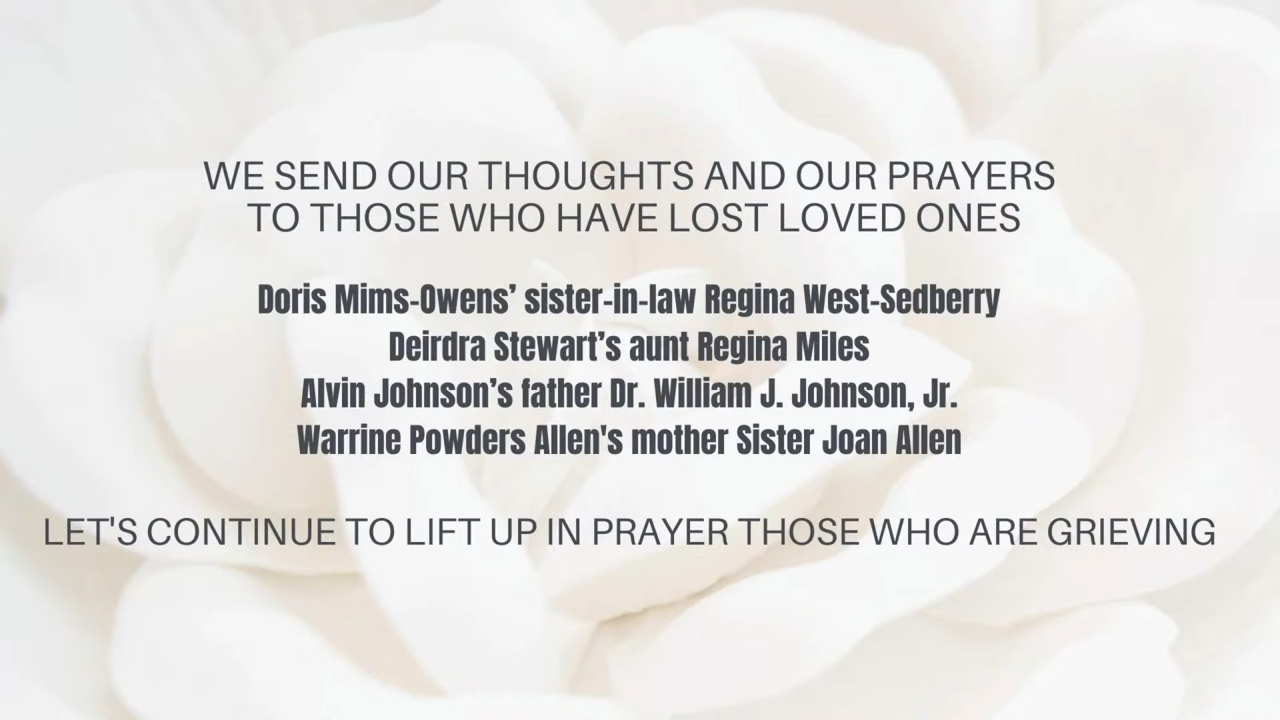 WE SEND OUR THOUGHTS AND OUR PRAYERS
TO THOSE WHO HAVE LOST LOVED ONES
Doris Mims-Owens’ sister-in-law Regina West-Sedberry
Deirdra Stewart’s aunt Regina Miles
Alvin Johnson’s father Dr. William J. Johnson, Jr.
Warrine Powders Allen's mother Sister Joan Allen
LET'S CONTINUE TO LIFT UP IN PRAYER THOSE WHO ARE GRIEVING